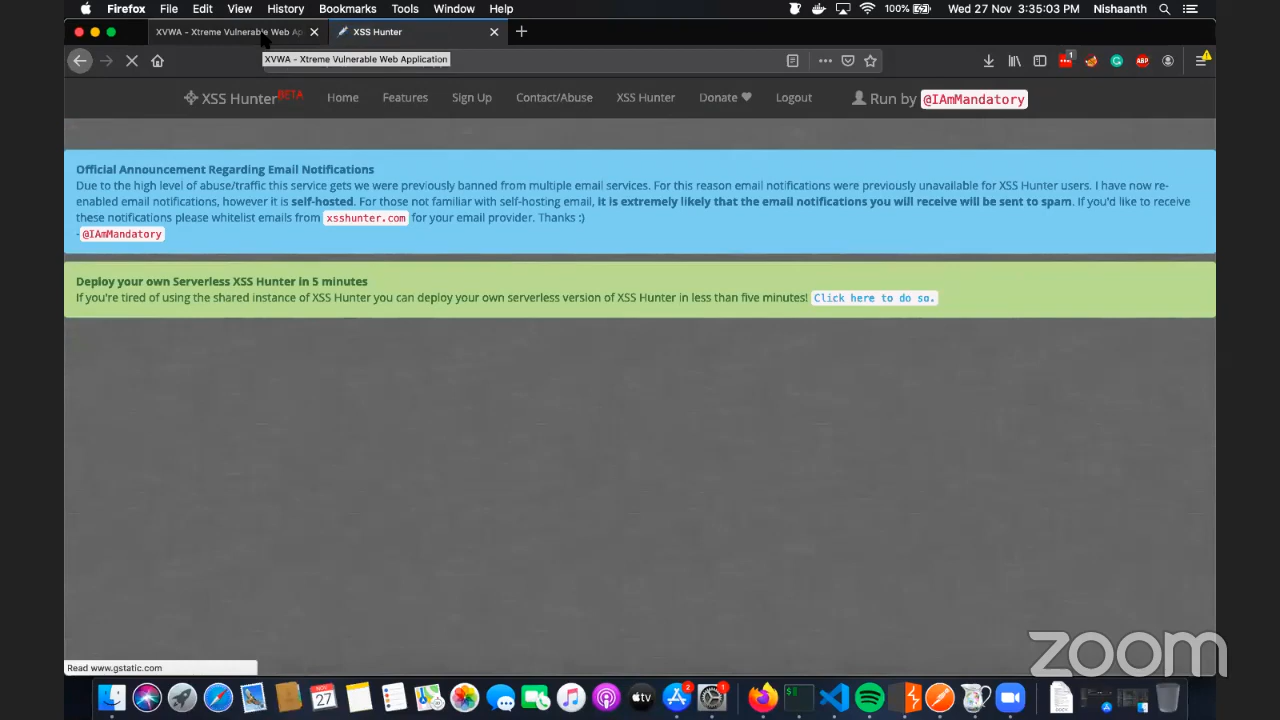 Firefox File Edit View History Bookmarks Tools Window Help 100% Wed 27 Nov 3:35:03 PM Nishaanth
XVWA - Xtreme Vulnerable Web Ap XSS Hunter
XVWA - Xtreme Vulnerable Web Application
1
ABP
XSS Hunter BETA Home Features Sign Up Contact/Abuse XSS Hunter Donate Logout Run by @IAmMandatory
Official Announcement Regarding Email Notifications
Due to the high level of abuse/traffic this service gets we were previously banned from multiple email services. For this reason email notifications were previously unavailable for XSS Hunter users. I have now re-
enabled email notifications, however it is self-hosted. For those not familiar with self-hosting email, it is extremely likely that the email notifications you will receive will be sent to spam. If you'd like to receive
these notifications please whitelist emails from xsshunter.com for your email provider. Thanks :)
- @IAmMandatory
Deploy your own Serverless XSS Hunter in 5 minutes
If you're tired of using the shared instance of XSS Hunter you can deploy your own serverless version of XSS Hunter in less than five minutes! Click here to do so.
zoom
Read www.gstatic.com
NOV
27
tv
2
1
$